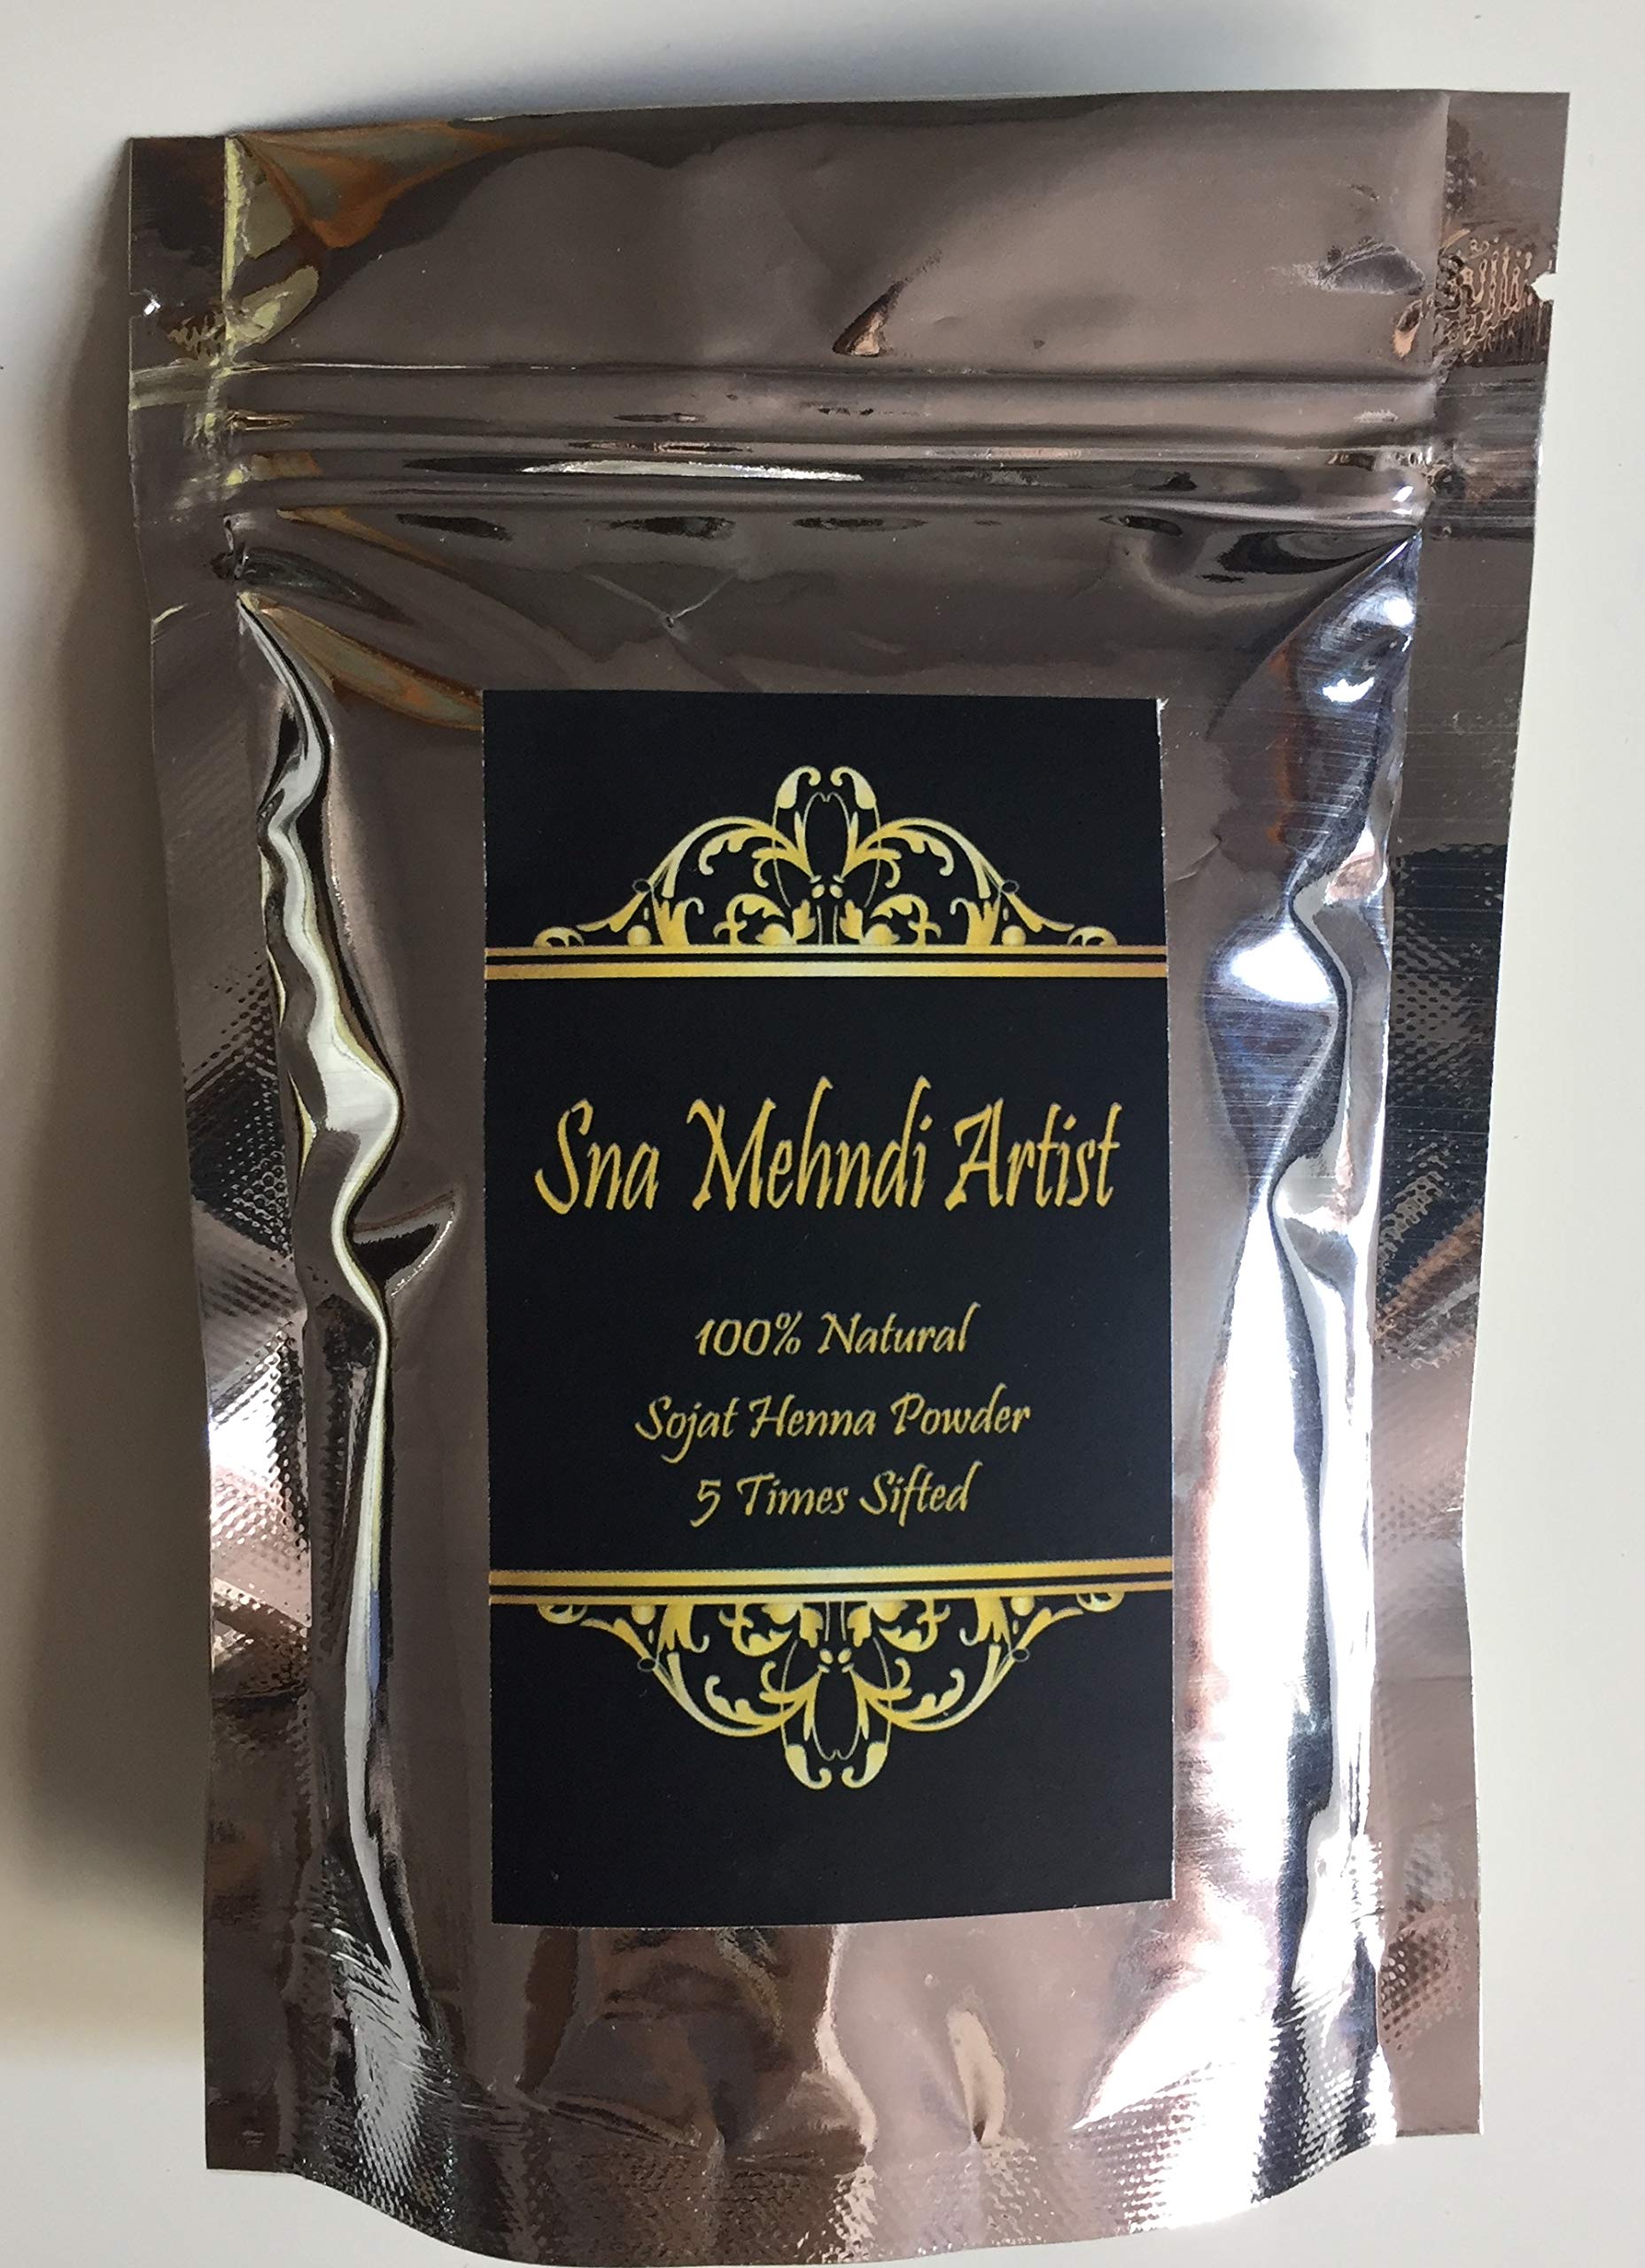 Sna Mehndi Artist
100% Natural
Sojat Henna Powder
5 Times Sifted